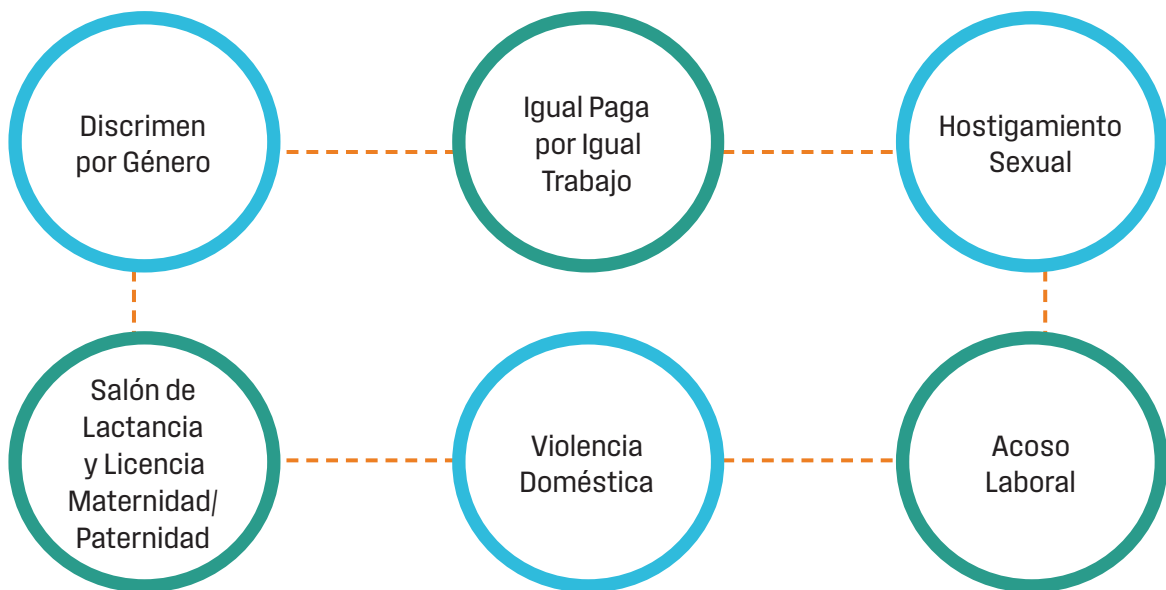 Discrimen
por Género
Igual Paga
por Igual
Trabajo
Hostigamiento
Sexual
Salón de
Lactancia
y Licencia
Maternidad/
Paternidad
Violencia
Doméstica
Acoso
Laboral